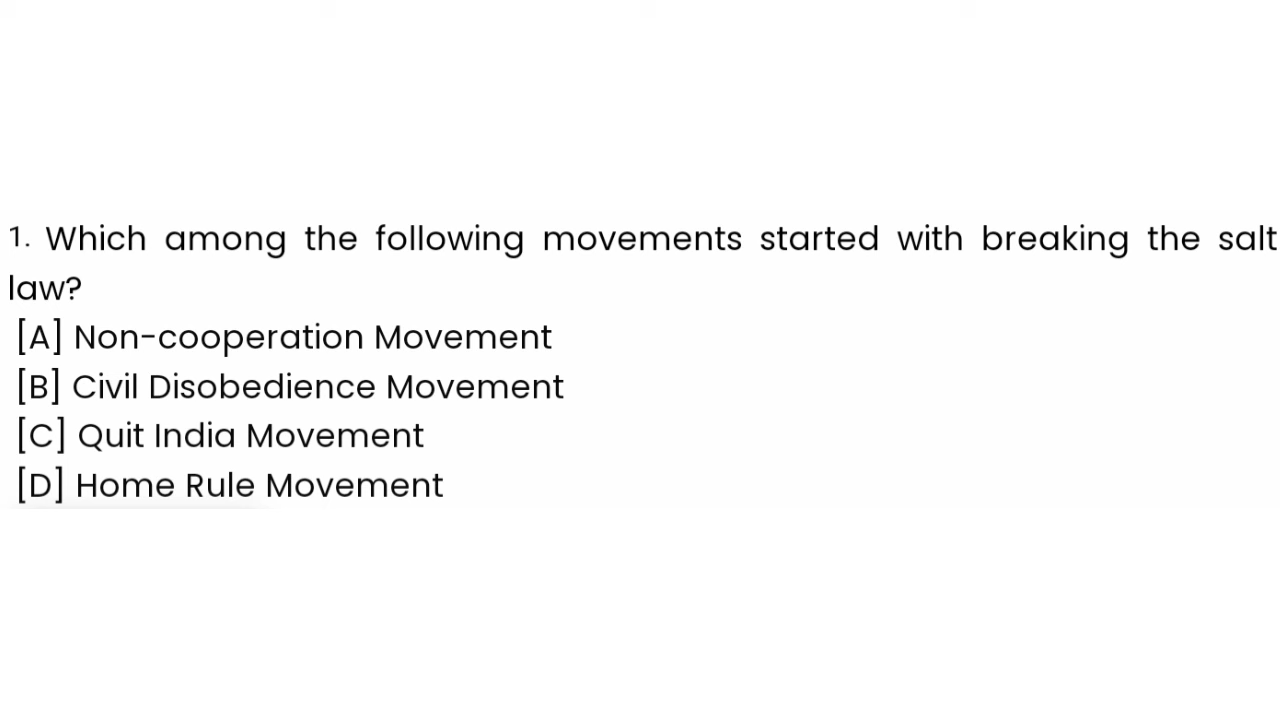 1. Which among the following movements started with breaking the salt
law?
[A] Non-cooperation Movement
[B] Civil Disobedience Movement
[C] Quit India Movement
[D] Home Rule Movement